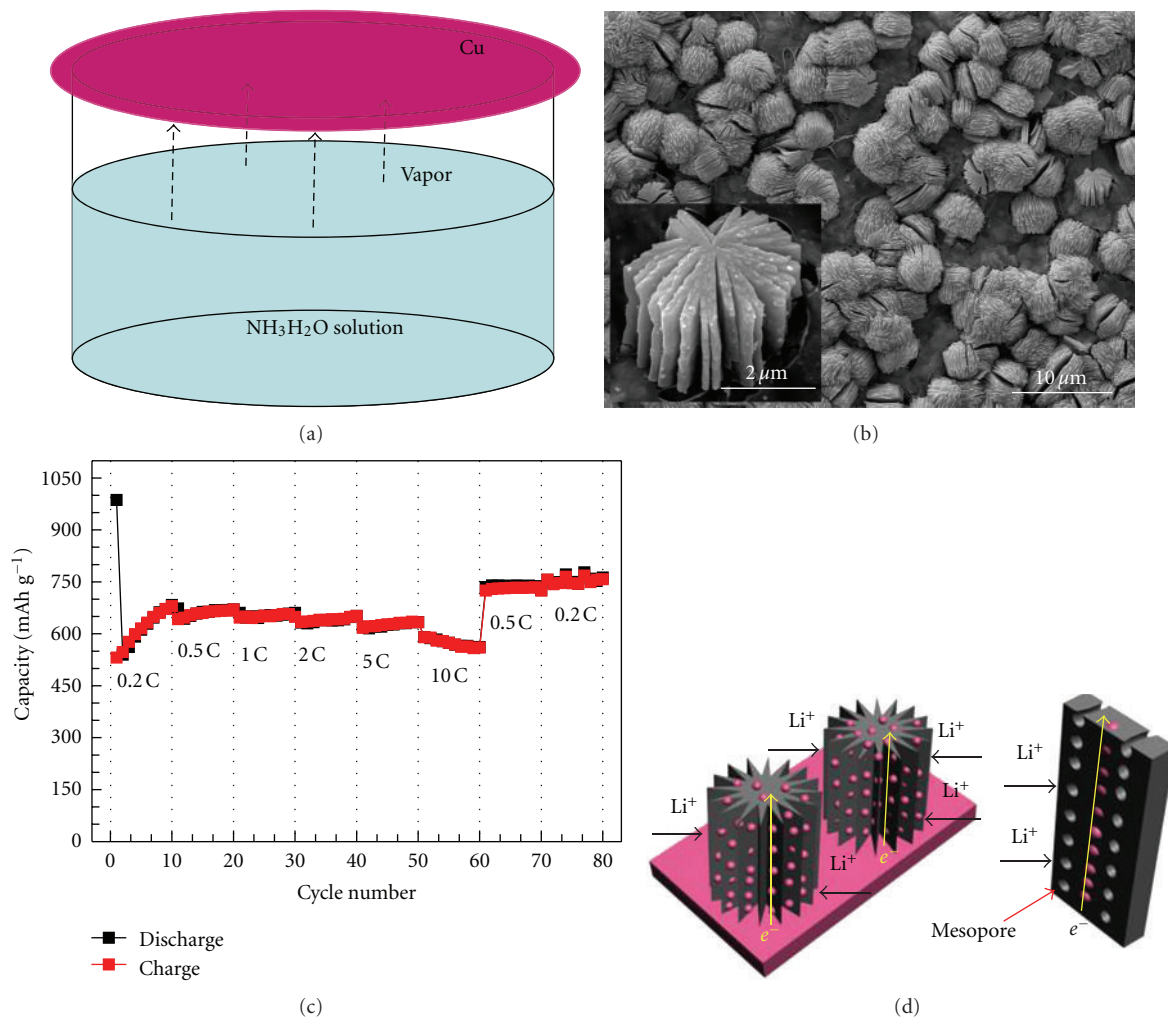 Cu
Vapor
NH₃H₂O solution
(a)
2 µm
10 µm
(b)
Capacity (mAh g⁻¹)
1050
900
750
600
450
300
150
0
0.2 C
0.5 C
1 C
2 C
5 C
10 C
0.5 C
0.2 C
0 10 20 30 40 50 60 70 80
Cycle number
Discharge
Charge
(c)
Li⁺
Li⁺
Li⁺
Li⁺
Li⁺
e⁻
e⁻
Li⁺
Li⁺
Mesopore
e⁻
(d)